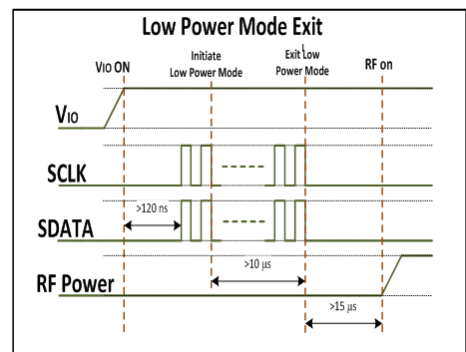 Low Power Mode Exit
VIO ON
Initiate
Low Power Mode
Exit Low
Power Mode
RF on
VIO
SCLK
SDATA
>120 ns
>10 μs
RF Power
>15 μs